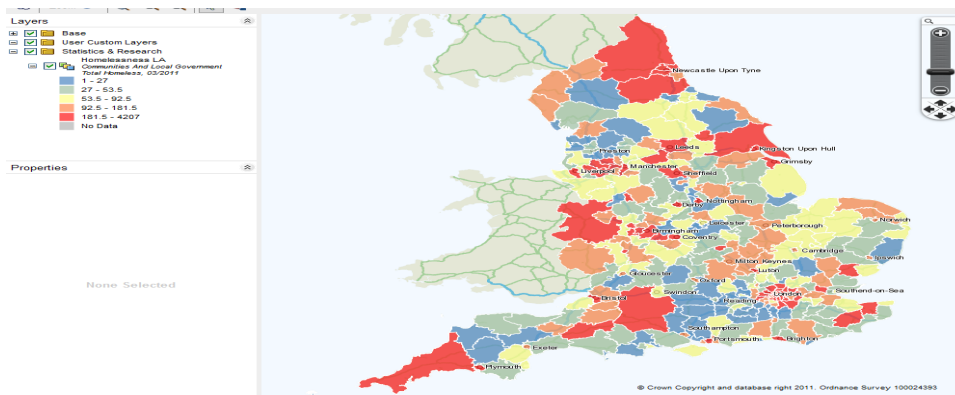 Layers
Base
User Custom Layers
Statistics & Research
Homelessness LA
Communities And Local Government
Total Homeless, 03/2011
1 - 27
27 - 53.5
53.5 - 92.5
92.5 - 181.5
181.5 - 4207
No Data
Properties
None Selected
Newcastle Upon Tyne
Preston
Leeds
Kingston Upon Hull
Grimsby
Liverpool
Manchester
Sheffield
Derby
Nottingham
Leicester
Peterborough
Norwich
Birmingham
Coventry
Cambridge
Ipswich
Milton Keynes
Gloucester
Oxford
Luton
Swindon
Bristol
Reading
London
Southend-on-Sea
Southampton
Portsmouth
Brighton
Exeter
Plymouth
© Crown Copyright and database right 2011. Ordnance Survey 100024393